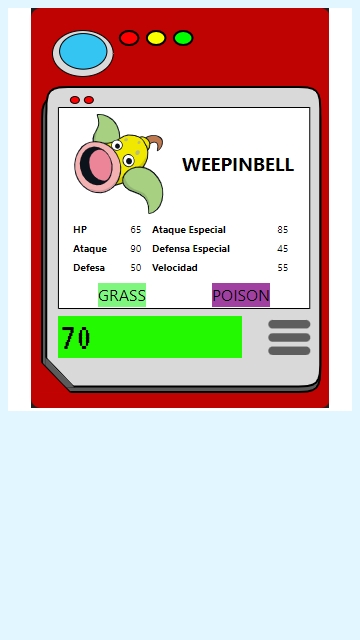 WEEPINBELL
HP 65 Ataque Especial 85
Ataque 90 Defensa Especial 45
Defesa 50 Velocidad 55
GRASS POISON
70